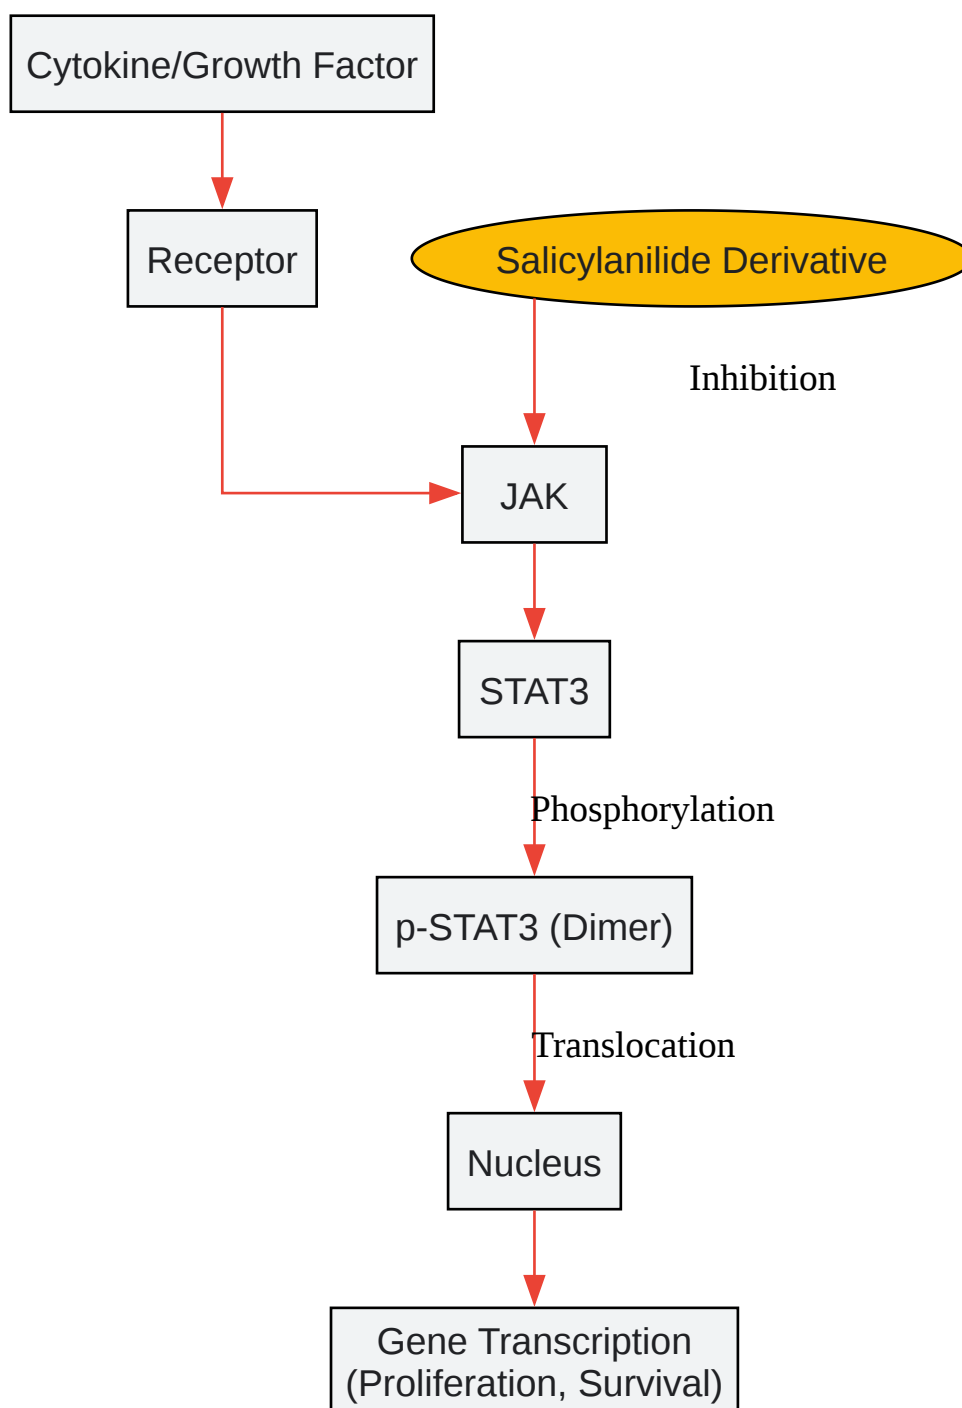 Cytokine/Growth Factor
Receptor
Salicylanilide Derivative
Inhibition
JAK
STAT3
Phosphorylation
p-STAT3 (Dimer)
Translocation
Nucleus
Gene Transcription
(Proliferation, Survival)